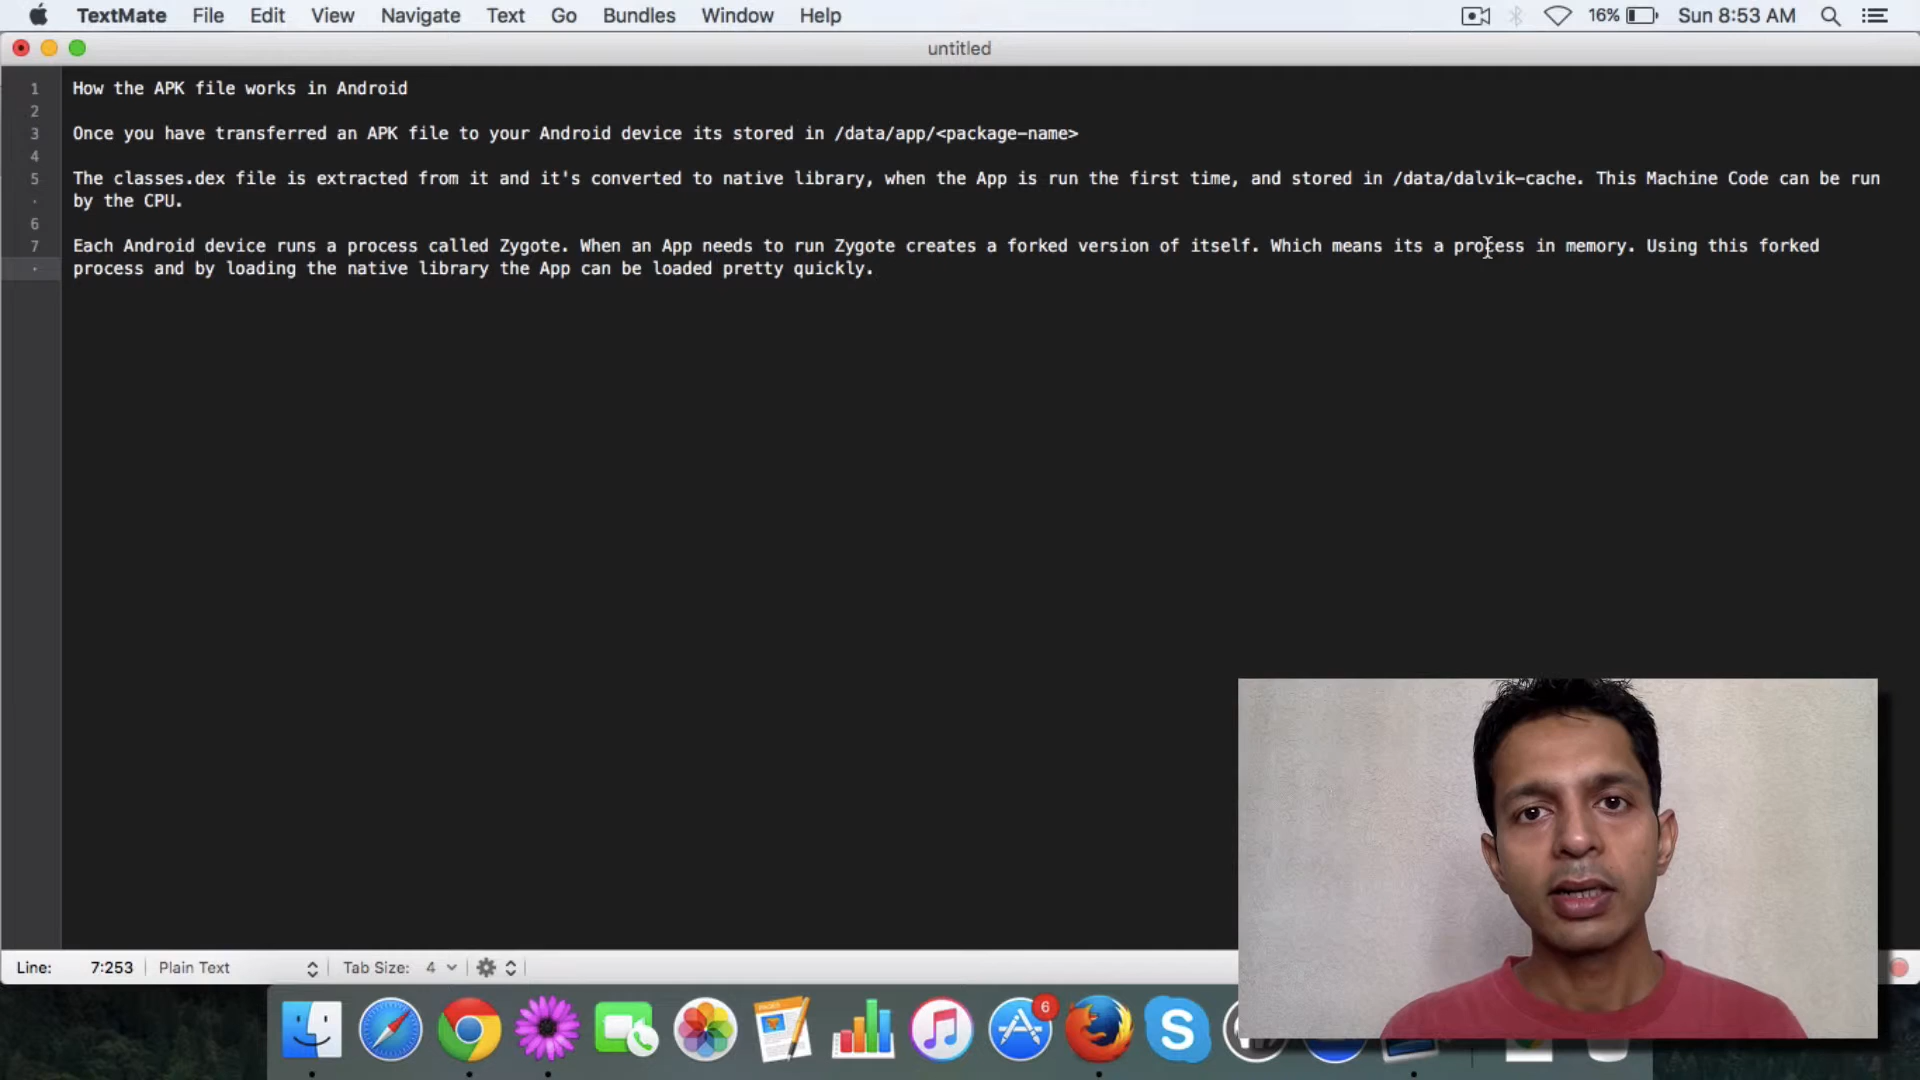 TextMate File Edit View Navigate Text Go Bundles Window Help 16% Sun 8:53 AM
untitled
1 How the APK file works in Android
2
3 Once you have transferred an APK file to your Android device its stored in /data/app/<package-name>
4
5 The classes.dex file is extracted from it and it's converted to native library, when the App is run the first time, and stored in /data/dalvik-cache. This Machine Code can be run
by the CPU.
6
7 Each Android device runs a process called Zygote. When an App needs to run Zygote creates a forked version of itself. Which means its a process in memory. Using this forked
process and by loading the native library the App can be loaded pretty quickly.
Line: 7:253 Plain Text Tab Size: 4
PAGES
6